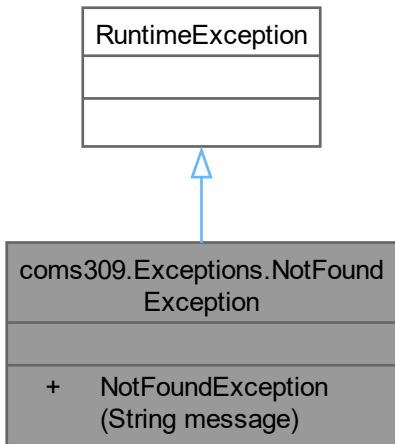 RuntimeException
coms309.Exceptions.NotFound
Exception
+ NotFoundException
(String message)